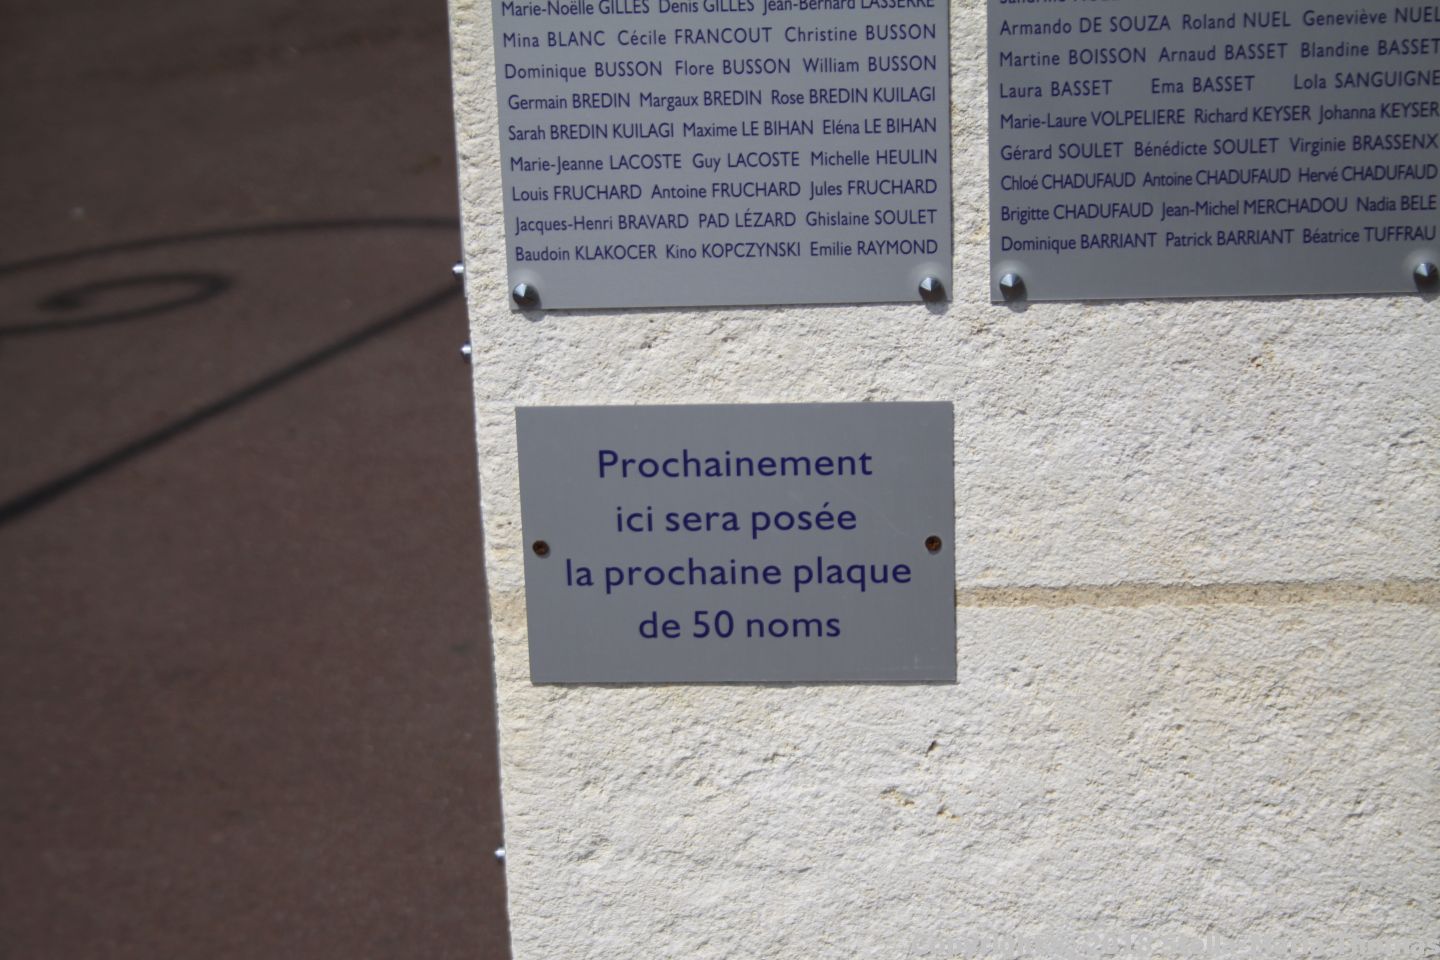 Marie-Noëlle GILLES Denis GILLES Jean-Bernard LASSERRE
Mina BLANC Cécile FRANCOUT Christine BUSSON
Dominique BUSSON Flore BUSSON William BUSSON
Germain BREDIN Margaux BREDIN Rose BREDIN KUILAGI
Sarah BREDIN KUILAGI Maxime LE BIHAN Eléna LE BIHAN
Marie-Jeanne LACOSTE Guy LACOSTE Michelle HEULIN
Louis FRUCHARD Antoine FRUCHARD Jules FRUCHARD
Jacques-Henri BRAVARD PAD LÉZARD Ghislaine SOULET
Baudoin KLAKOCER Kino KOPCZYNSKI Emilie RAYMOND
Armando DE SOUZA Roland NUEL Geneviève NUEL
Martine BOISSON Arnaud BASSET Blandine BASSET
Laura BASSET Ema BASSET Lola SANGUIGNE
Marie-Laure VOLPELIERE Richard KEYSER Johanna KEYSER
Gérard SOULET Bénédicte SOULET Virginie BRASSENX
Chloé CHADUFAUD Antoine CHADUFAUD Hervé CHADUFAUD
Brigitte CHADUFAUD Jean-Michel MERCHADOU Nadia BELE
Dominique BARRIANT Patrick BARRIANT Béatrice TUFFRAU
Prochainement
ici sera posée
la prochaine plaque
de 50 noms